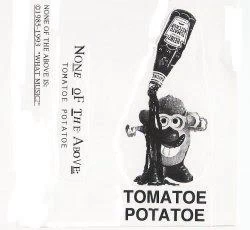 NONE OF THE ABOVE IS:
©1985-1993 "WHAT MUSIC?"
NONE OF THE ABOVE:
TOMATOE POTATOE
TOMATOE
POTATOE